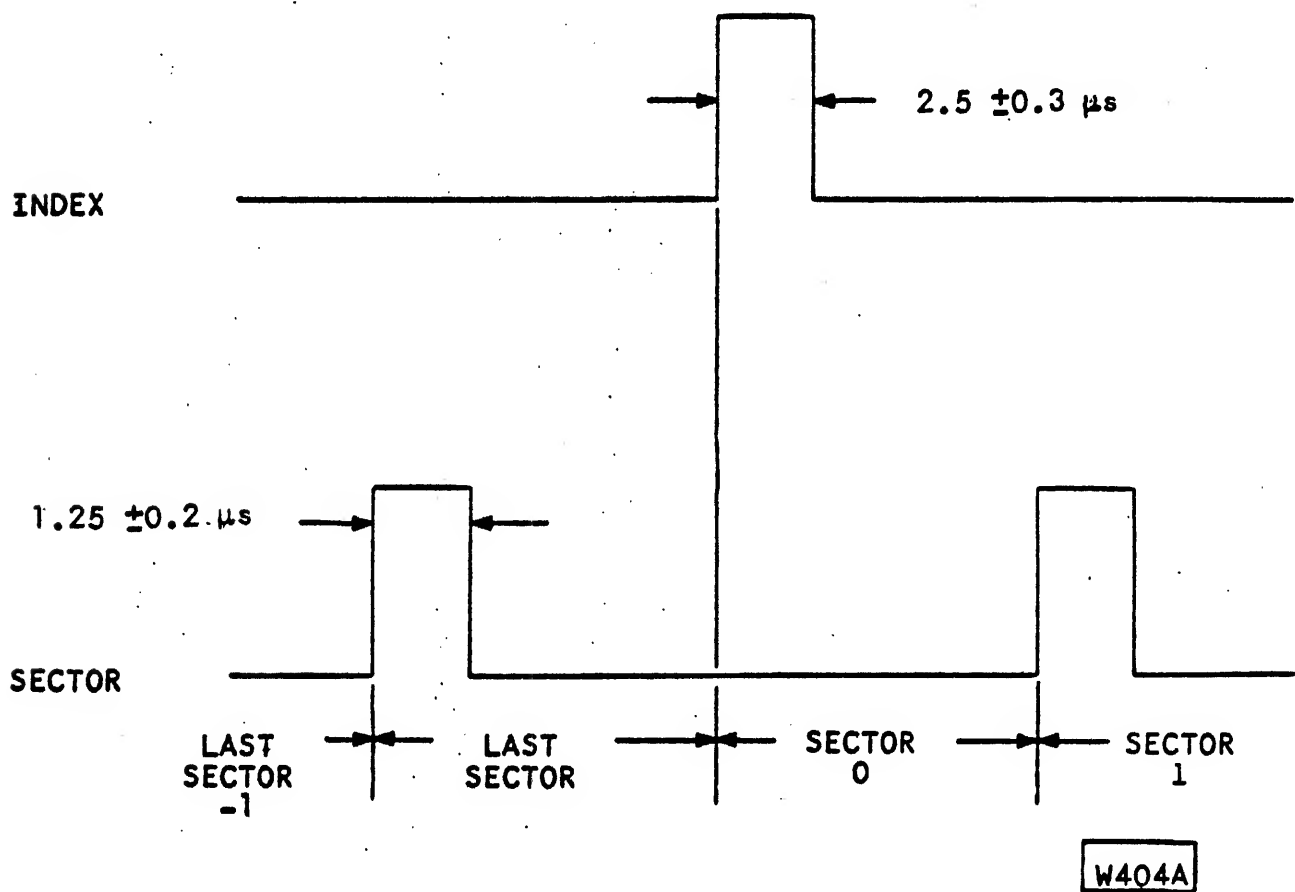 2.5 ±0.3 µs
INDEX
1.25 ±0.2 µs
SECTOR
LAST
SECTOR
-1
LAST
SECTOR
SECTOR
0
SECTOR
1
W404A